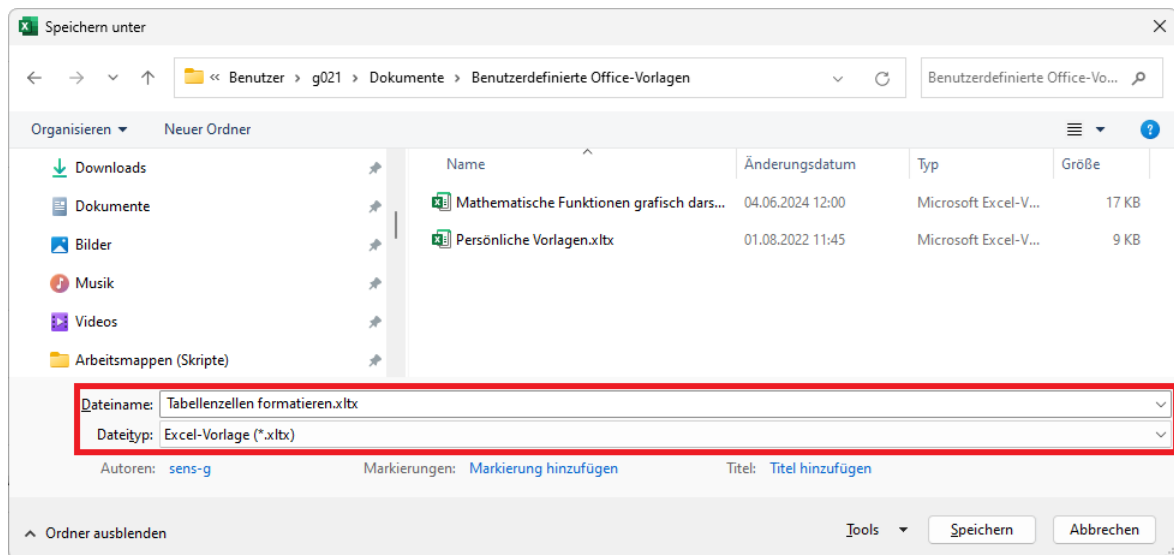 Speichern unter
« Benutzer > g021 > Dokumente > Benutzerdefinierte Office-Vorlagen
Benutzerdefinierte Office-Vo...
Organisieren Neuer Ordner
Name Änderungsdatum Typ Größe
Downloads
Dokumente
Bilder
Musik
Videos
Arbeitsmappen (Skripte)
Mathematische Funktionen grafisch dars... 04.06.2024 12:00 Microsoft Excel-V... 17 KB
Persönliche Vorlagen.xltx 01.08.2022 11:45 Microsoft Excel-V... 9 KB
Dateiname: Tabellenzellen formatieren.xltx
Dateityp: Excel-Vorlage (*.xltx)
Autoren: sens-g Markierungen: Markierung hinzufügen Titel: Titel hinzufügen
Ordner ausblenden Tools Speichern Abbrechen